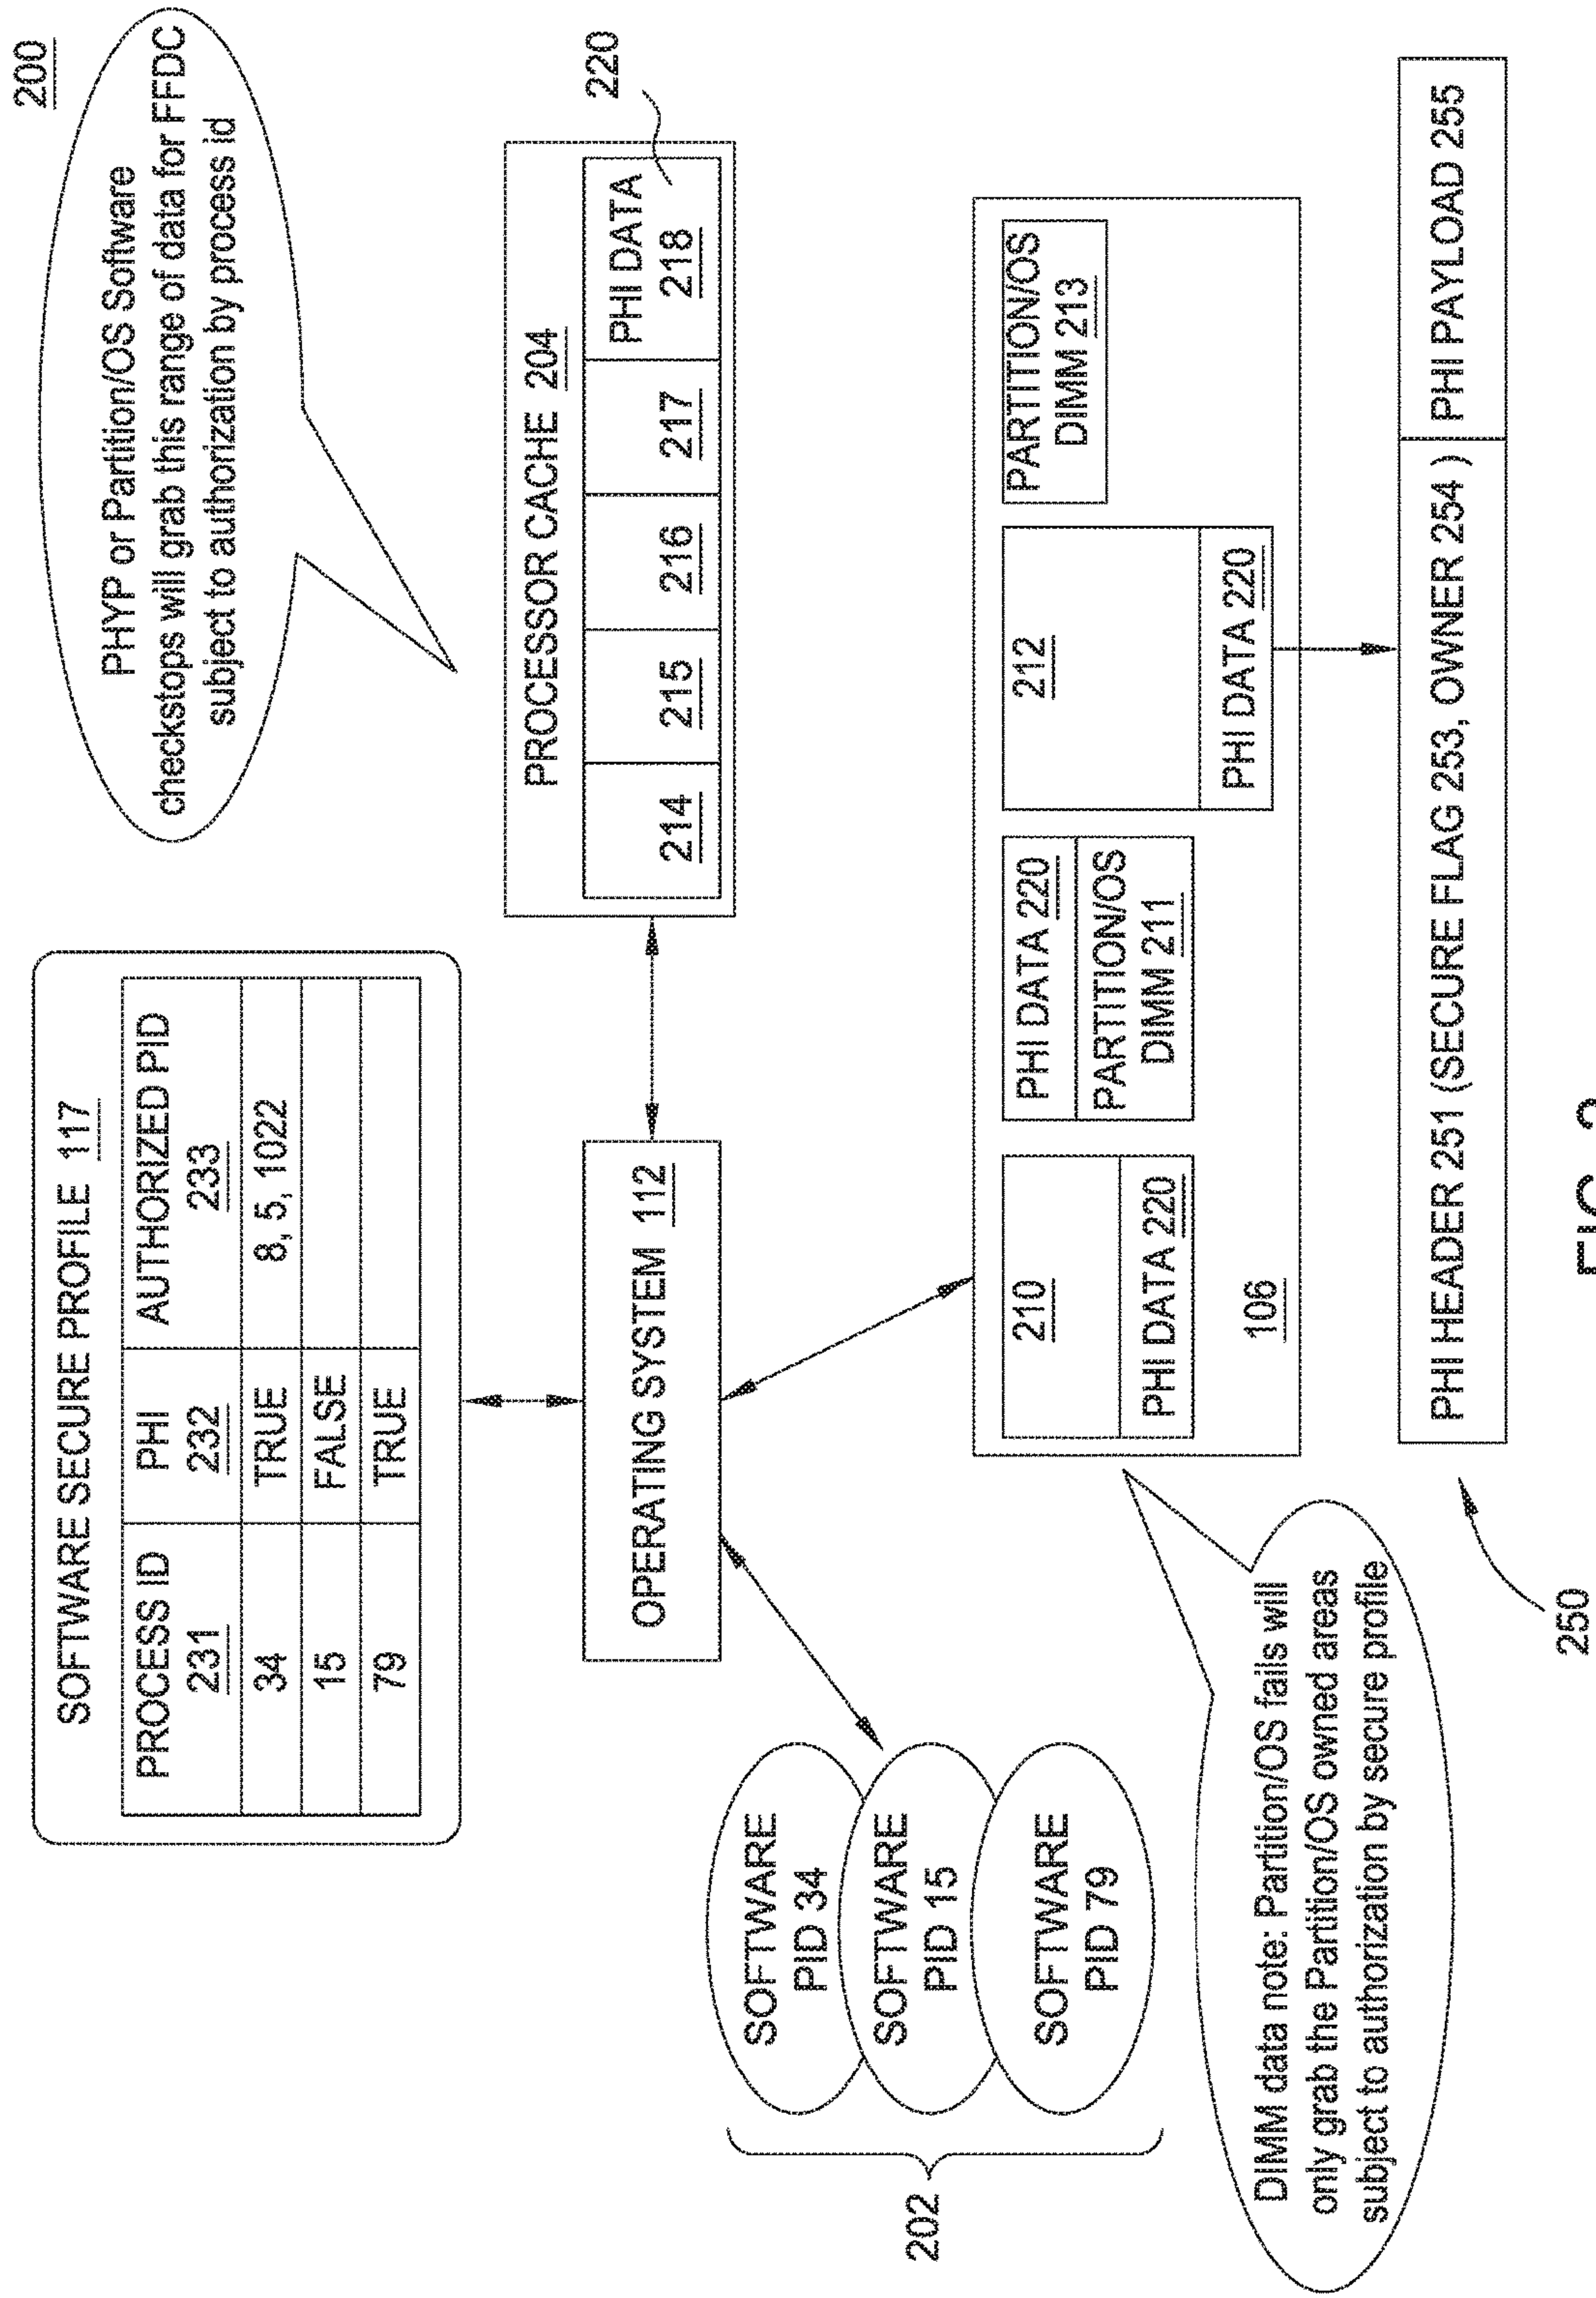 200
PHYP or Partition/OS Software
checkstops will grab this range of data for FFDC
subject to authorization by process id
SOFTWARE SECURE PROFILE 117
PROCESS ID
231
PHI
232
AUTHORIZED PID
233
34
TRUE
8, 5, 1022
15
FALSE
79
TRUE
PROCESSOR CACHE 204
214
215
216
217
PHI DATA
218
220
OPERATING SYSTEM 112
202
SOFTWARE
PID 34
SOFTWARE
PID 15
SOFTWARE
PID 79
210
PHI DATA 220
106
PHI DATA 220
PARTITION/OS
DIMM 211
212
PHI DATA 220
PARTITION/OS
DIMM 213
DIMM data note: Partition/OS fails will
only grab the Partition/OS owned areas
subject to authorization by secure profile
250
PHI HEADER 251 (SECURE FLAG 253, OWNER 254 )
PHI PAYLOAD 255